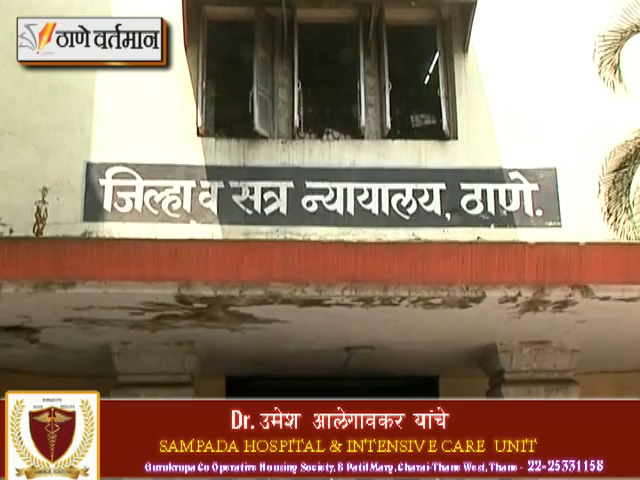 ठाणे वर्तमान
जिल्हा व सत्र न्यायालय, ठाणे.
Dr. उमेश आलेगावकर यांचे
SAMPADA HOSPITAL & INTENSIVE CARE UNIT
Gurukrupa Co Operative Housing Society, B Patil Marg, Charai-Thane West, Thane - 22-25331158